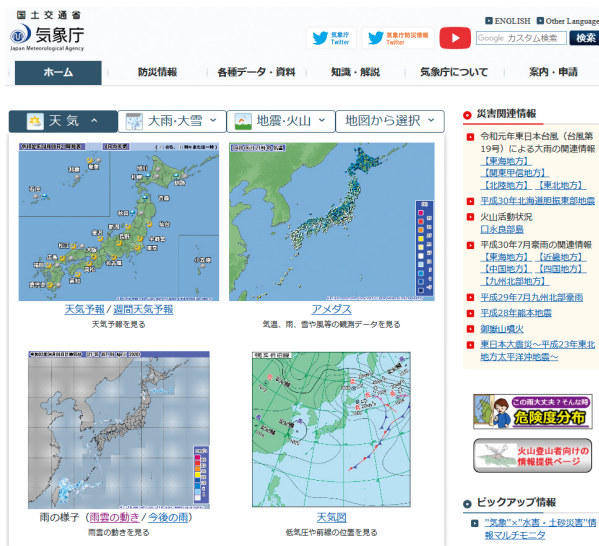 国土交通省
気象庁
Japan Meteorological Agency
気象庁
Twitter
気象庁防災情報
Twitter
ENGLISH
Other Language
Google カスタム検索
検索
ホーム
防災情報
各種データ・資料
知識・解説
気象庁について
案内・申請
天気
大雨・大雪
地震・火山
地図から選択
天気予報/週間天気予報
天気予報を見る
アメダス
気温、雨、雪や風等の観測データを見る
雨の様子（雨雲の動き/今後の雨）
雨雲の動きを見る
天気図
低気圧や前線の位置を見る
災害関連情報
令和元年東日本台風（台風第
19号）による大雨の関連情報
【東海地方】
【関東甲信地方】
【北陸地方】【東北地方】
平成30年北海道胆振東部地震
火山活動状況
口永良部島
平成30年7月豪雨の関連情報
【東海地方】【近畿地方】
【中国地方】【四国地方】
【九州北部地方】
平成29年7月九州北部豪雨
平成28年熊本地震
御嶽山噴火
東日本大震災～平成23年東北
地方太平洋沖地震～
この雨大丈夫？そんな時
危険度分布
火山登山者向けの
情報提供ページ
ピックアップ情報
"気象"×"水害・土砂災害"情
報マルチモニタ